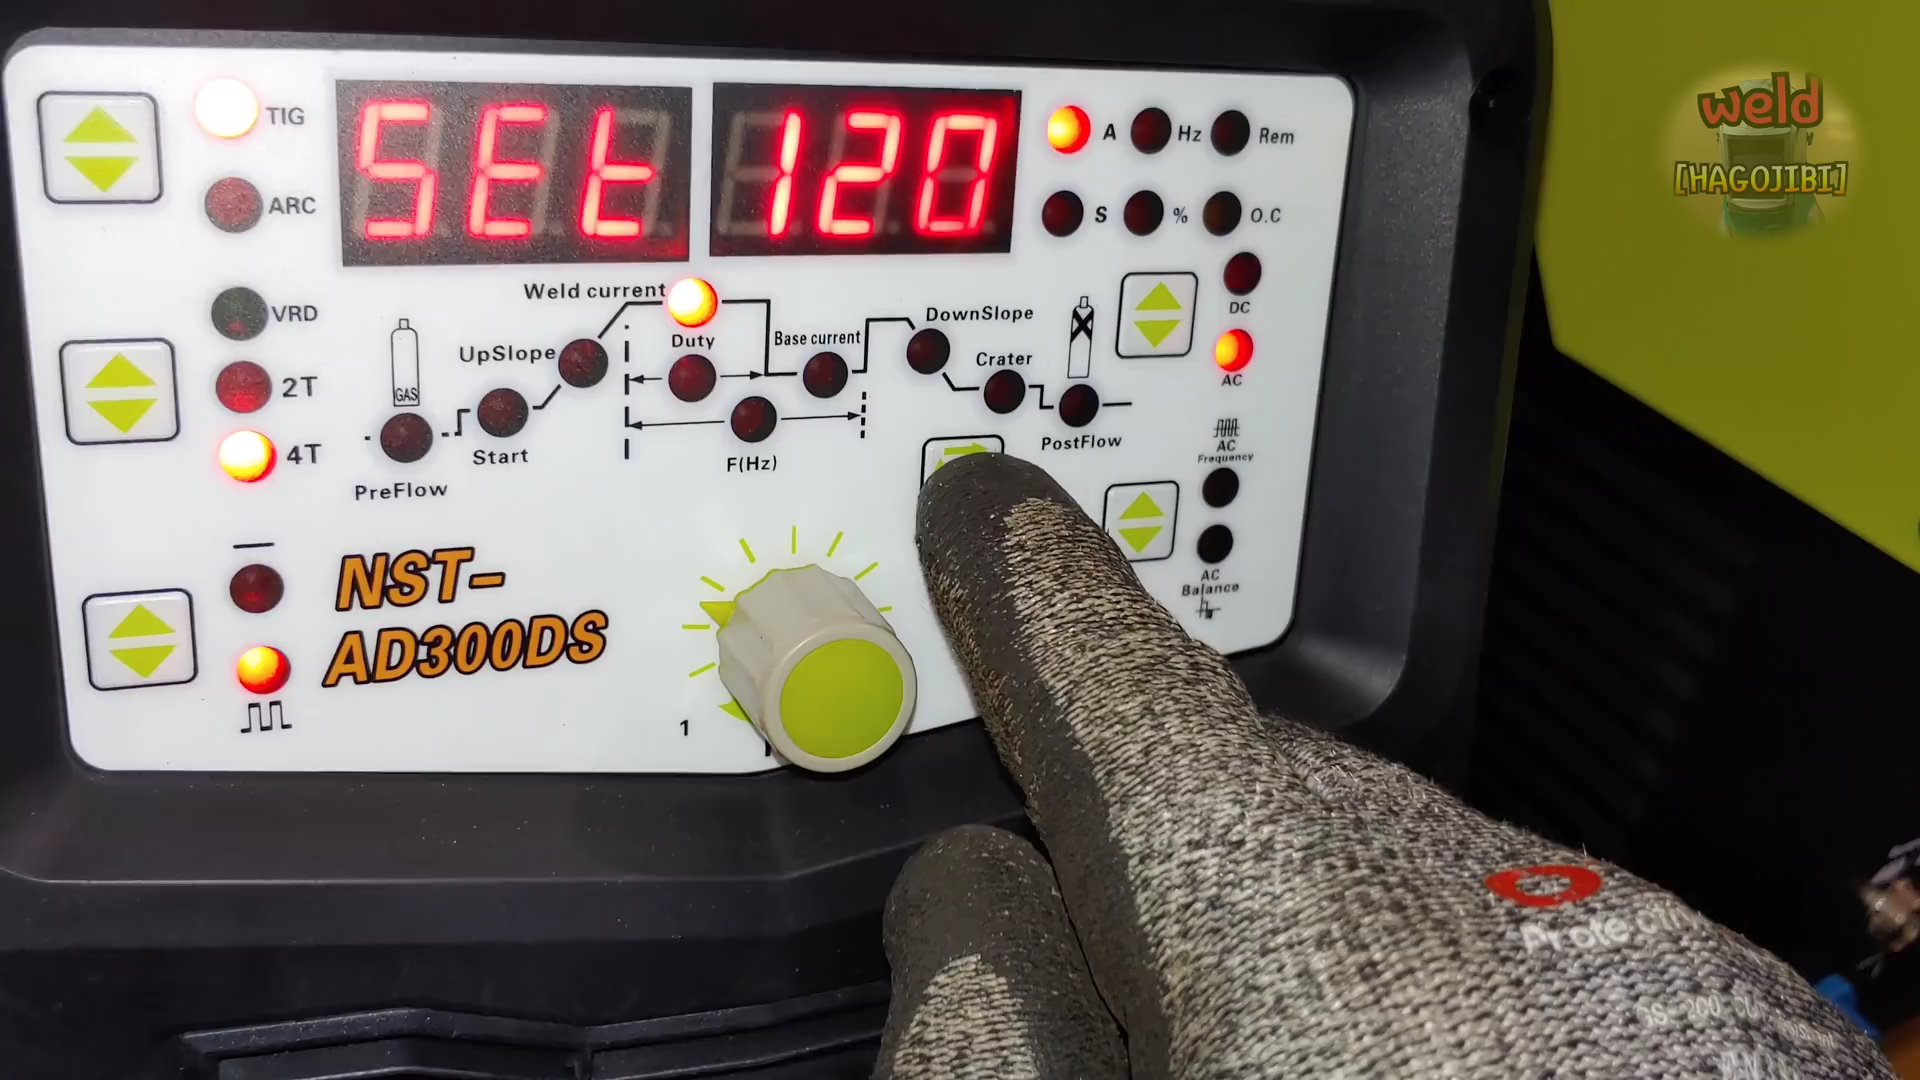 TIG
SEt 120
A
Hz
Rem
ARC
S
%
O.C
VRD
Weld current
DownSlope
DC
UpSlope
Duty
Base current
Crater
AC
GAS
2T
4T
Start
F(Hz)
PostFlow
AC
Frequency
PreFlow
NST-
AD300DS
AC
Balance
1
weld
[HAGOJIBI]